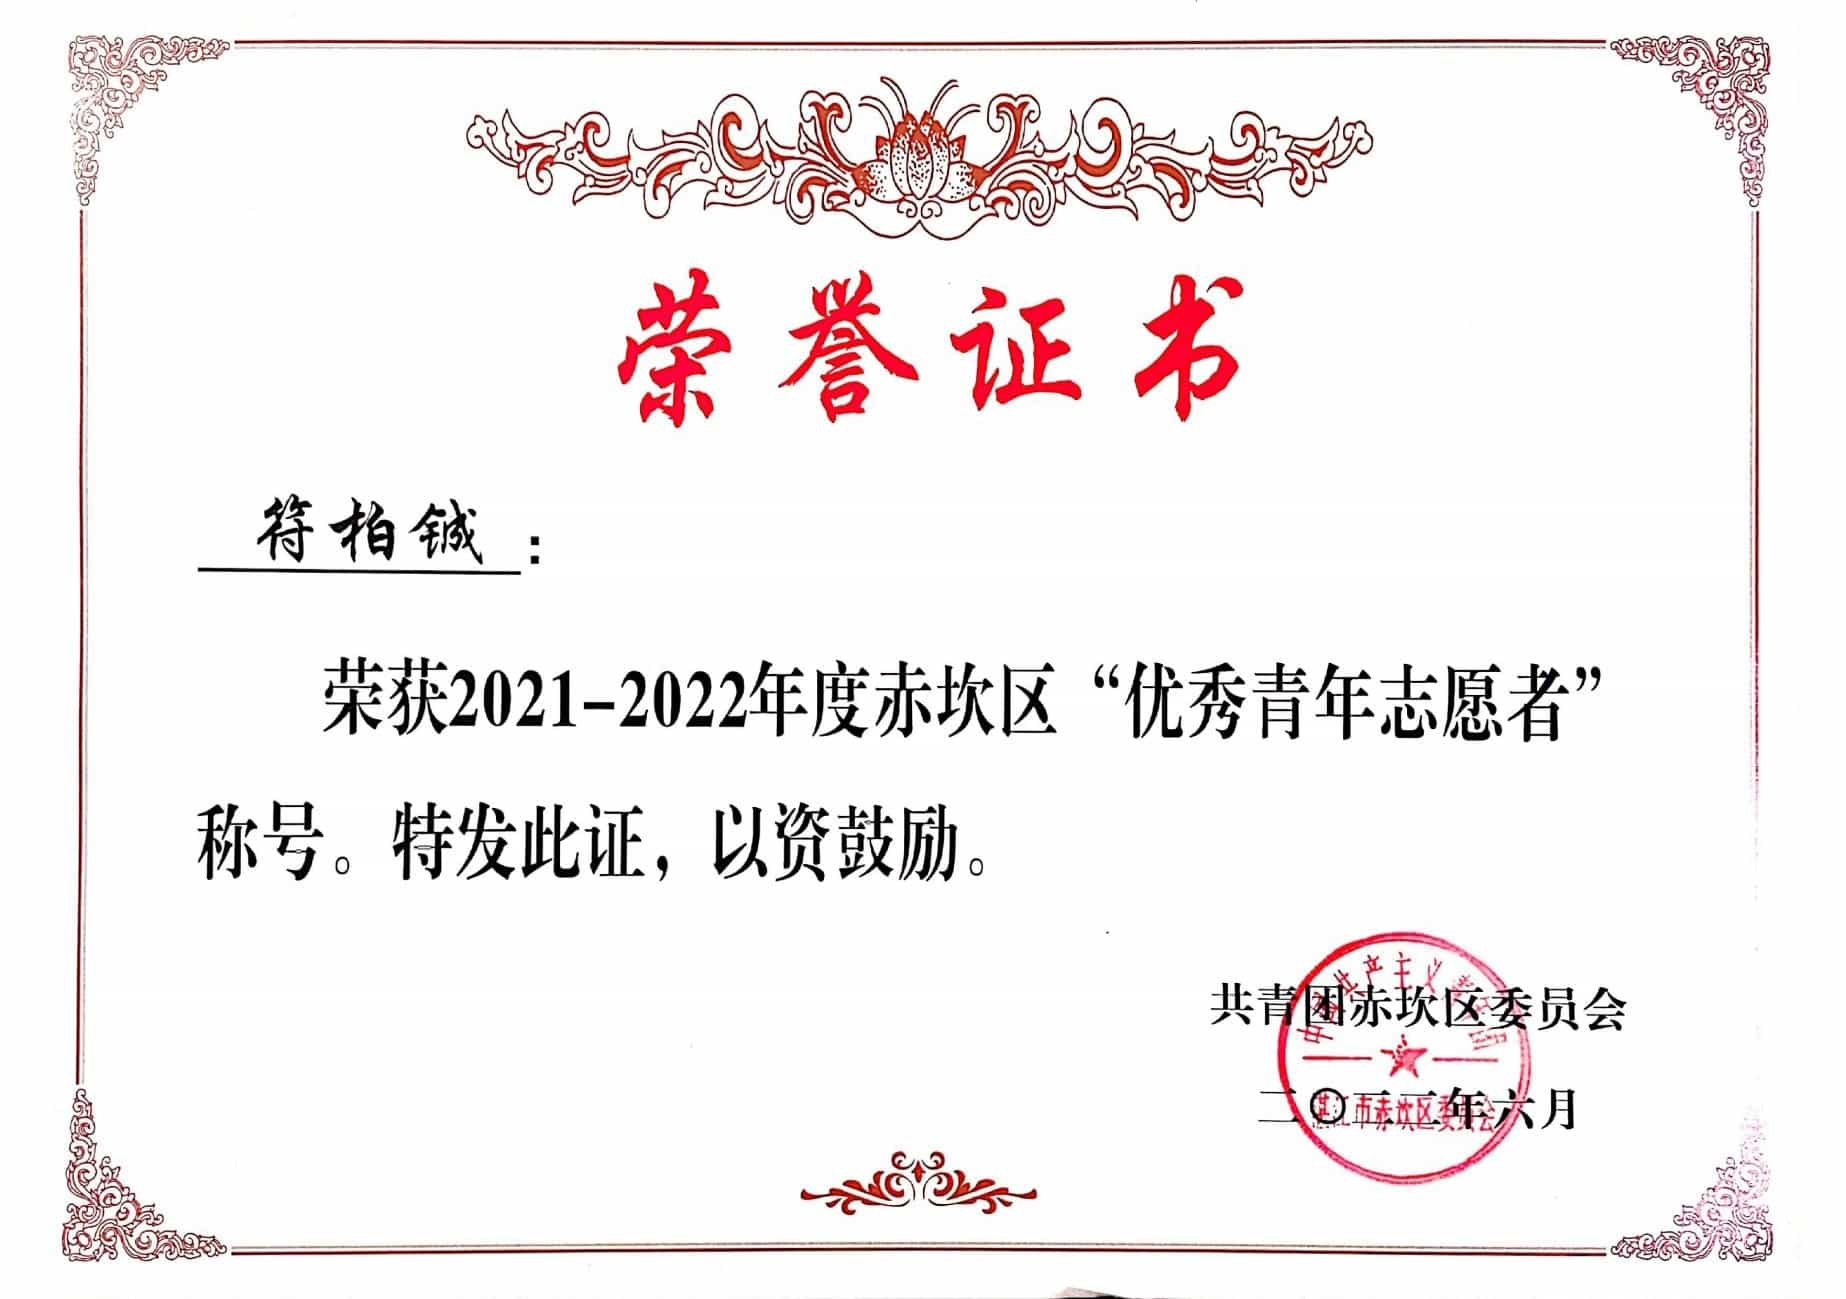 荣誉证书
符柏铖：
荣获2021-2022年度赤坎区“优秀青年志愿者”
称号。特发此证，以资鼓励。
共青团赤坎区委员会
二〇二二年六月
中国共产主义青年团
湛江市赤坎区委员会